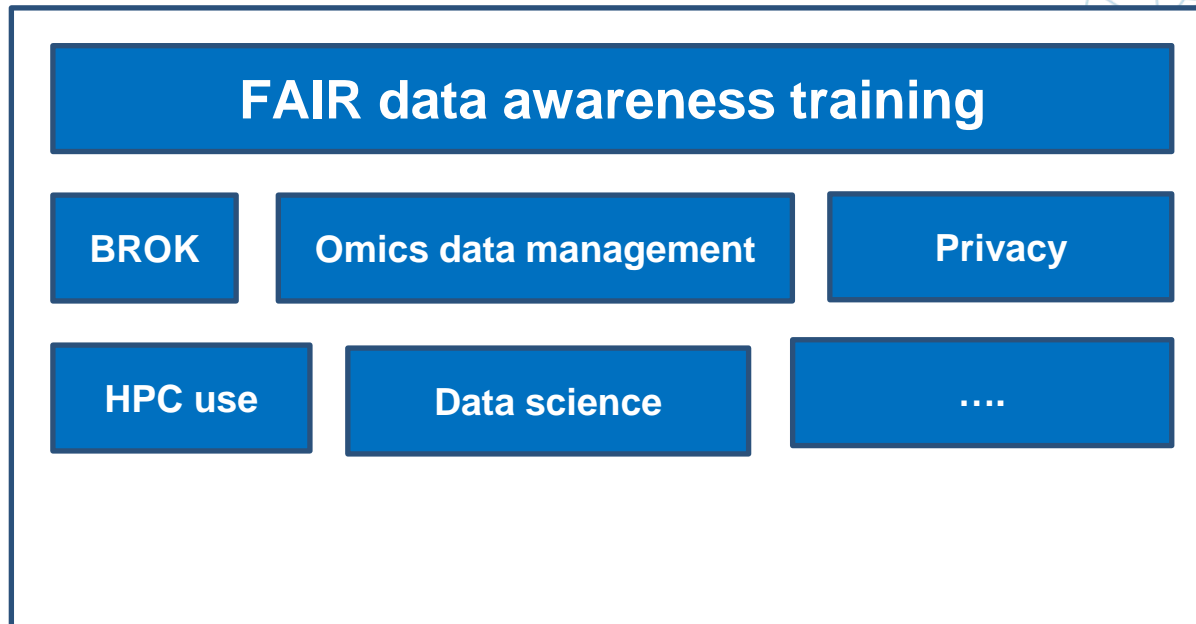 FAIR data awareness training
BROK
Omics data management
Privacy
HPC use
Data science
....